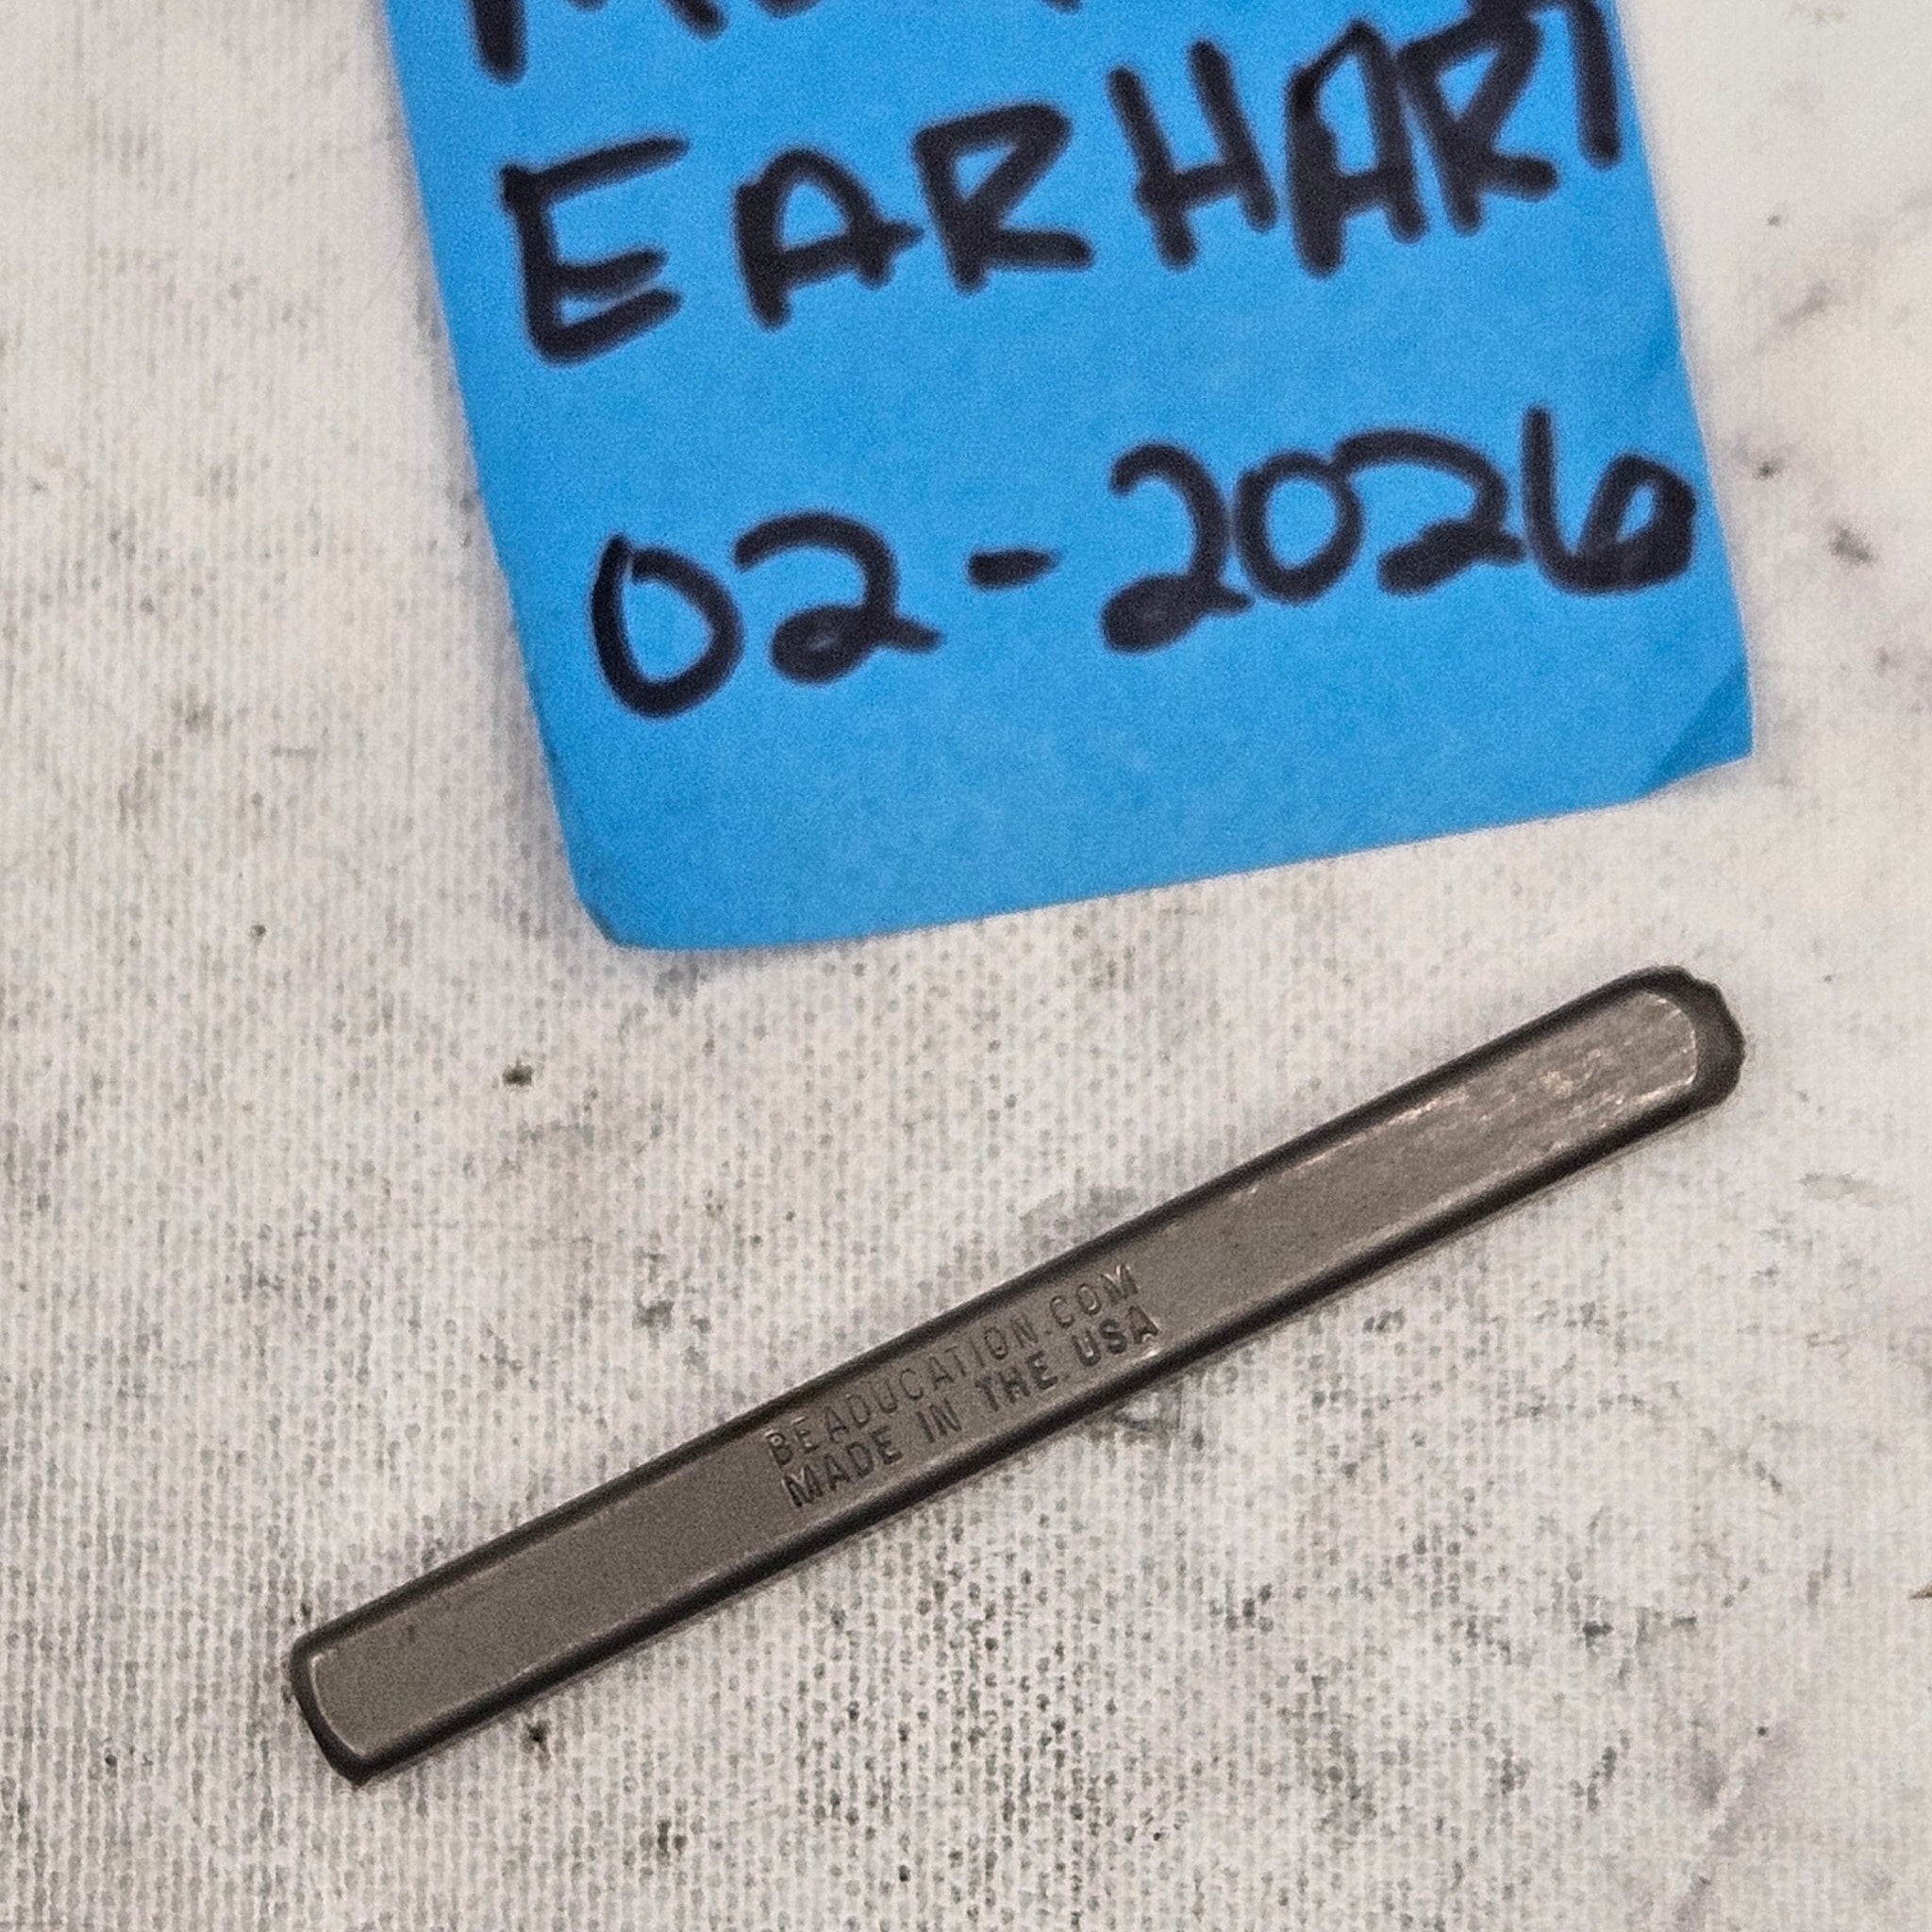 EARHART
02-2026
BEADUCATION.COM
MADE IN THE USA